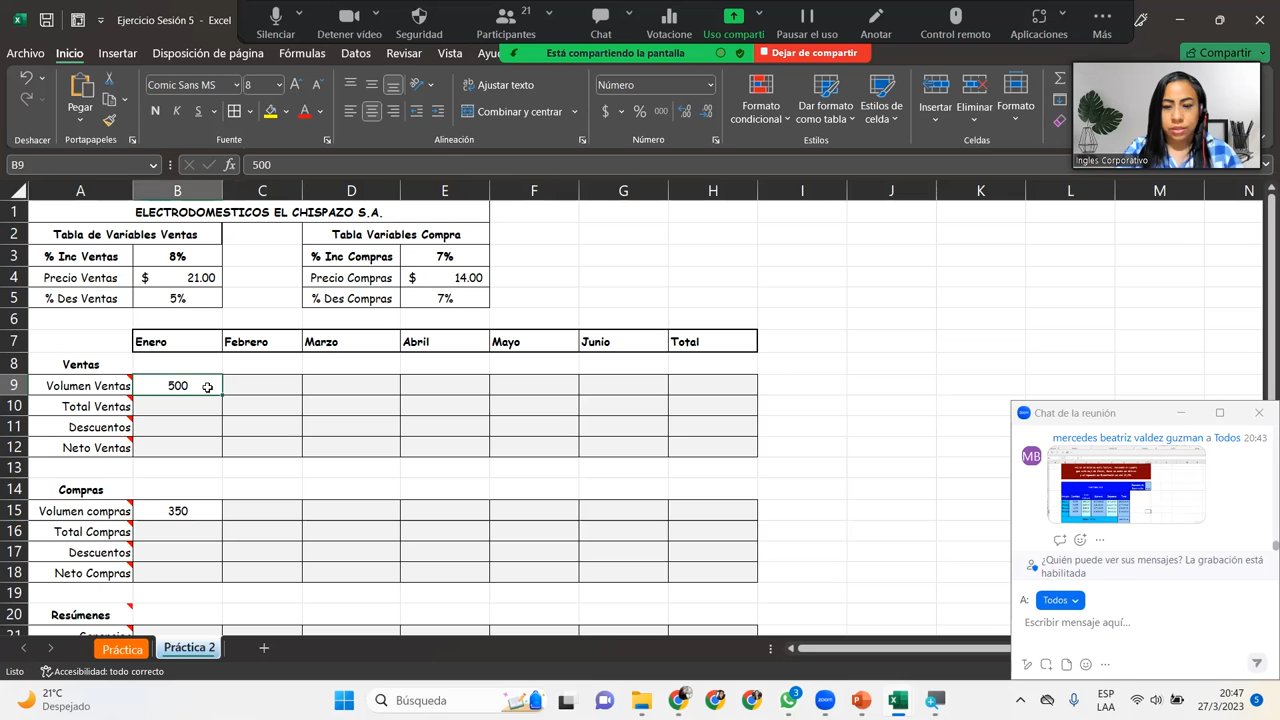 Ejercicio Sesión 5 - Excel
Silenciar
Detener video
Seguridad
Participantes
21
Chat
Votaciones
Uso comparti
Pausar el uso
Anotar
Control remoto
Aplicaciones
Más
Archivo Inicio Insertar Disposición de página Fórmulas Datos Revisar Vista Ayu
Está compartiendo la pantalla
Dejar de compartir
Compartir
Pegar
Comic Sans MS
8
N K S
Ajustar texto
Combinar y centrar
Número
$ % 000
Formato condicional
Dar formato como tabla
Estilos de celda
Insertar
Eliminar
Formato
Deshacer
Portapapeles
Fuente
Alineación
Número
Estilos
Celdas
Ingles Corporativo
B9
500
A B C D E F G H I J K L M N
1 ELECTRODOMESTICOS EL CHISPAZO S.A.
2 Tabla de Variables Ventas Tabla Variables Compra
3 % Inc Ventas 8% % Inc Compras 7%
4 Precio Ventas $ 21.00 Precio Compras $ 14.00
5 % Des Ventas 5% % Des Compras 7%
6
7 Enero Febrero Marzo Abril Mayo Junio Total
8 Ventas
9 Volumen Ventas 500
10 Total Ventas
11 Descuentos
12 Neto Ventas
13
14 Compras
15 Volumen compras 350
16 Total Compras
17 Descuentos
18 Neto Compras
19
20 Resúmenes
21
Chat de la reunión
mercedes beatriz valdez guzman a Todos 20:43
MB
¿Quién puede ver sus mensajes? La grabación está
habilitada
A: Todos
Escribir mensaje aquí...
Práctica
Práctica 2
Listo
Accesibilidad: todo correcto
21°C
Despejado
Búsqueda
3
ESP
LAA
20:47
27/3/2023
5